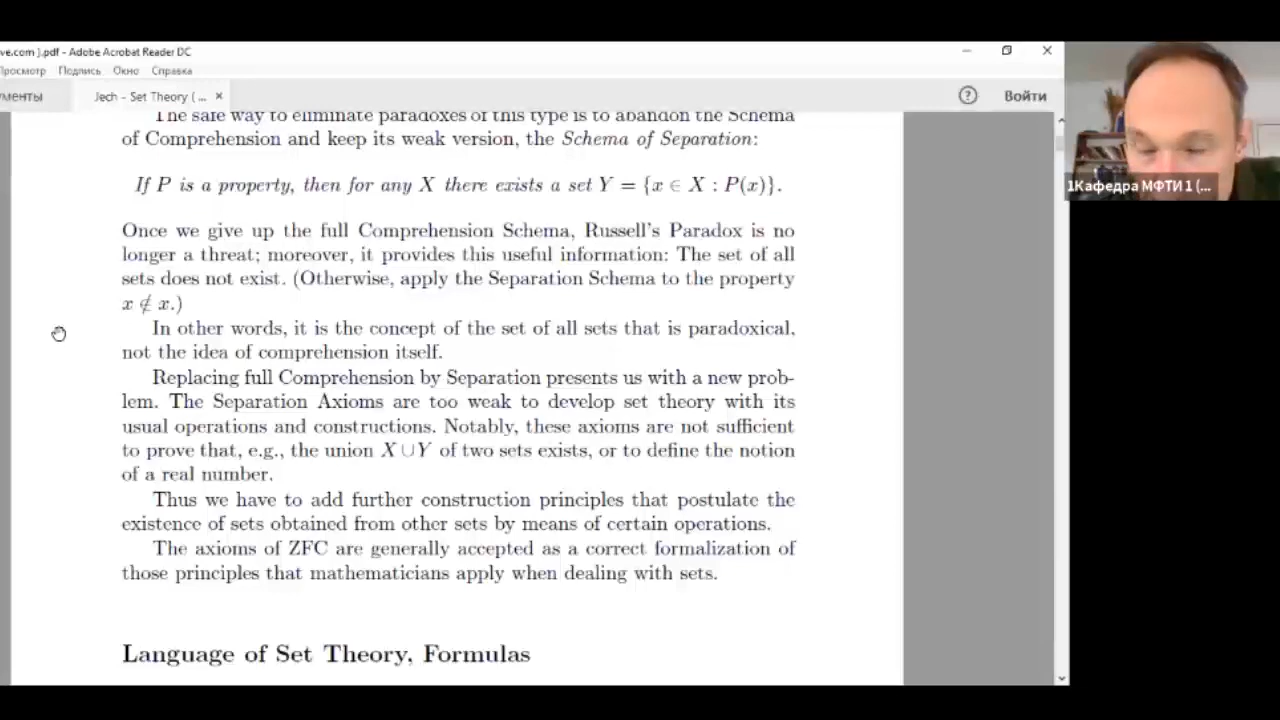 ve.com ].pdf - Adobe Acrobat Reader DC
Просмотр Подпись Окно Справка
ументы Jech - Set Theory ( ... × ? Войти
The safe way to eliminate paradoxes of this type is to abandon the Schema
of Comprehension and keep its weak version, the Schema of Separation:
If P is a property, then for any X there exists a set Y = {x ∈ X : P(x)}.
Once we give up the full Comprehension Schema, Russell's Paradox is no
longer a threat; moreover, it provides this useful information: The set of all
sets does not exist. (Otherwise, apply the Separation Schema to the property
x ∉ x.)
In other words, it is the concept of the set of all sets that is paradoxical,
not the idea of comprehension itself.
Replacing full Comprehension by Separation presents us with a new prob-
lem. The Separation Axioms are too weak to develop set theory with its
usual operations and constructions. Notably, these axioms are not sufficient
to prove that, e.g., the union X ∪ Y of two sets exists, or to define the notion
of a real number.
Thus we have to add further construction principles that postulate the
existence of sets obtained from other sets by means of certain operations.
The axioms of ZFC are generally accepted as a correct formalization of
those principles that mathematicians apply when dealing with sets.
Language of Set Theory, Formulas
1Кафедра МФТИ 1 (...